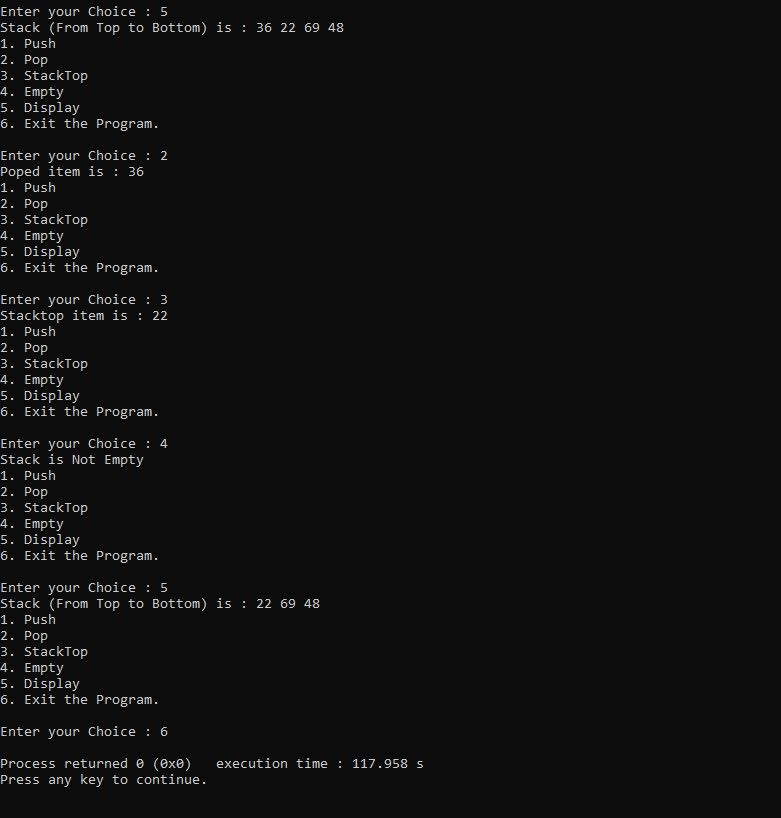 Enter your Choice : 5
Stack (From Top to Bottom) is : 36 22 69 48
1. Push
2. Pop
3. StackTop
4. Empty
5. Display
6. Exit the Program.
Enter your Choice : 2
Poped item is : 36
1. Push
2. Pop
3. StackTop
4. Empty
5. Display
6. Exit the Program.
Enter your Choice : 3
Stacktop item is : 22
1. Push
2. Pop
3. StackTop
4. Empty
5. Display
6. Exit the Program.
Enter your Choice : 4
Stack is Not Empty
1. Push
2. Pop
3. StackTop
4. Empty
5. Display
6. Exit the Program.
Enter your Choice : 5
Stack (From Top to Bottom) is : 22 69 48
1. Push
2. Pop
3. StackTop
4. Empty
5. Display
6. Exit the Program.
Enter your Choice : 6
Process returned 0 (0x0)   execution time : 117.958 s
Press any key to continue.